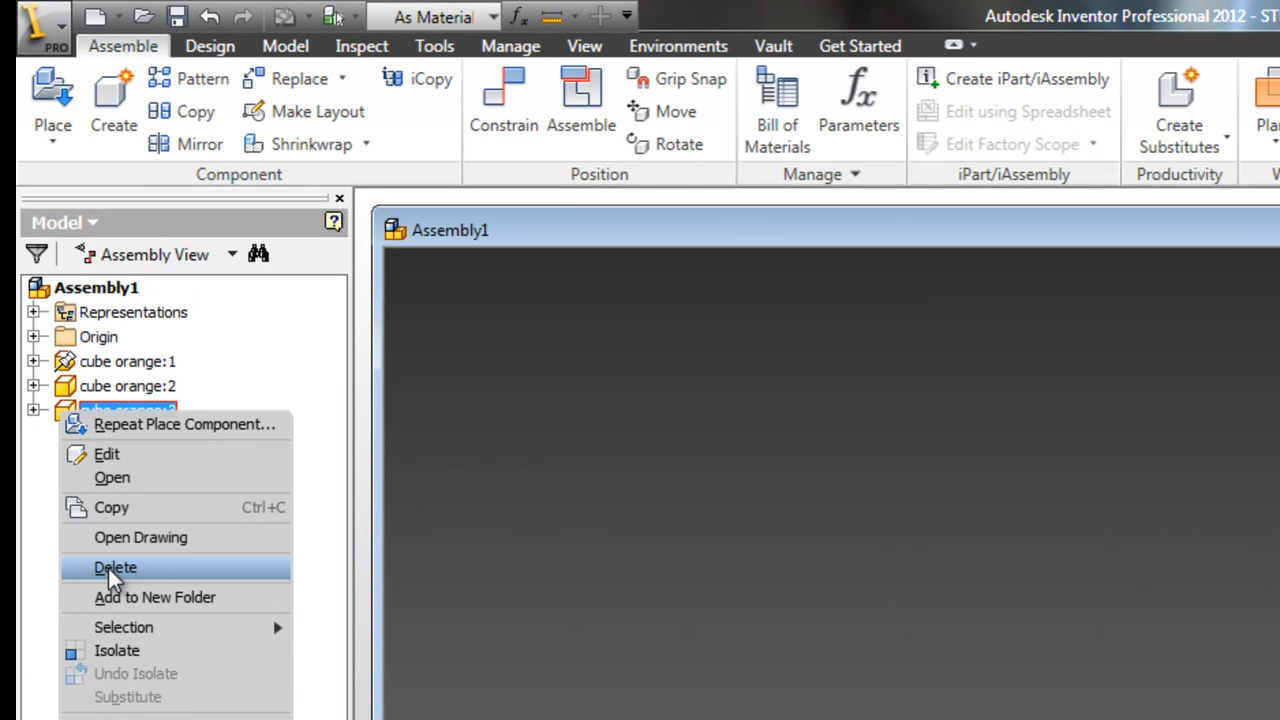 As Material
Autodesk Inventor Professional 2012 - ST
PRO
Assemble Design Model Inspect Tools Manage View Environments Vault Get Started
Place
Create
Pattern
Copy
Mirror
Replace
Make Layout
Shrinkwrap
iCopy
Component
Constrain
Assemble
Grip Snap
Move
Rotate
Position
Bill of
Materials
Parameters
Manage
Create iPart/iAssembly
Edit using Spreadsheet
Edit Factory Scope
iPart/iAssembly
Create
Substitutes
Productivity
Model
Assembly View
Assembly1
Representations
Origin
cube orange:1
cube orange:2
Repeat Place Component...
Edit
Open
Copy Ctrl+C
Open Drawing
Delete
Add to New Folder
Selection
Isolate
Undo Isolate
Substitute
Assembly1